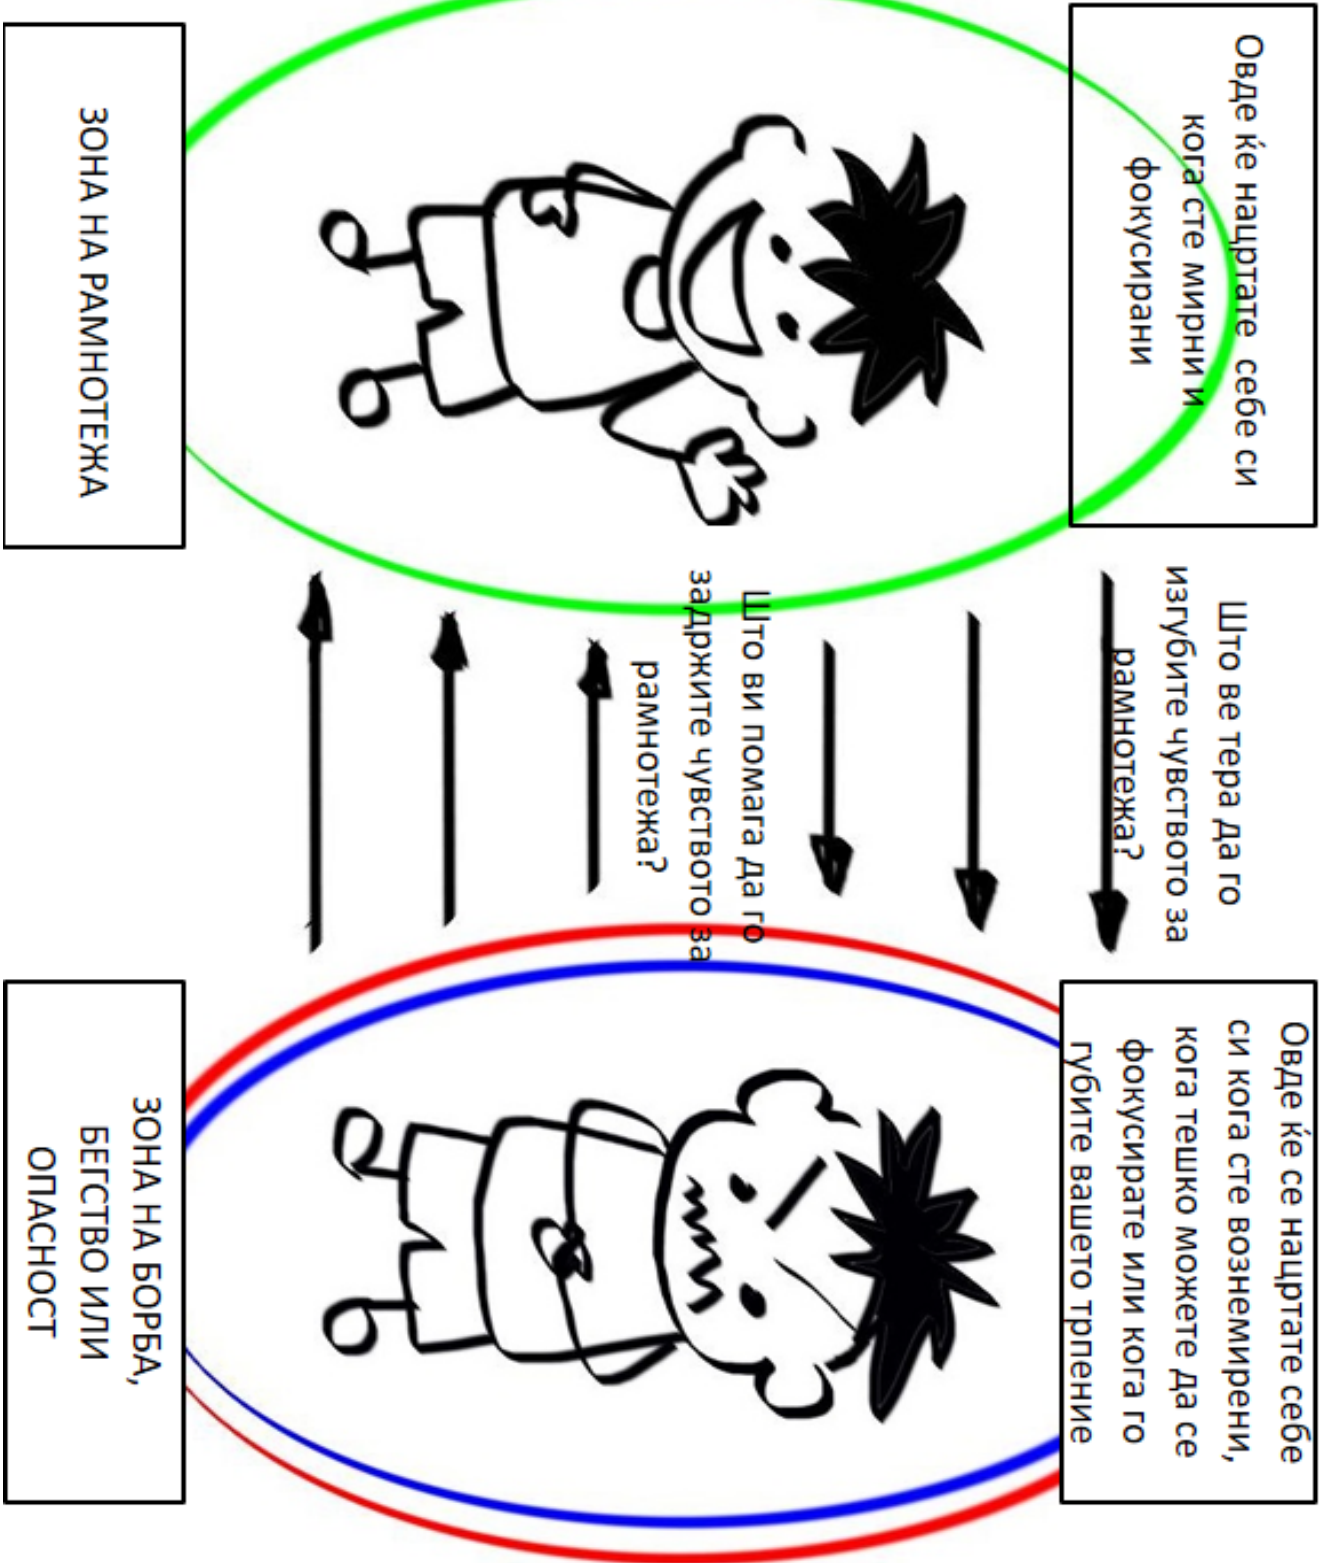 Овде ќе нацртате себе си
кога сте мирни и
фокусирани
Што ве тера да го
изгубите чувството за
рамнотежа?
Овде ќе се нацртате себе
си кога сте вознемирени,
кога тешко можете да се
фокусирате или кога го
губите вашето трпение
Што ви помага да го
задржите чувството за
рамнотежа?
ЗОНА НА РАМНОТЕЖА
ЗОНА НА БОРБА,
БЕГСТВО ИЛИ
ОПАСНОСТ